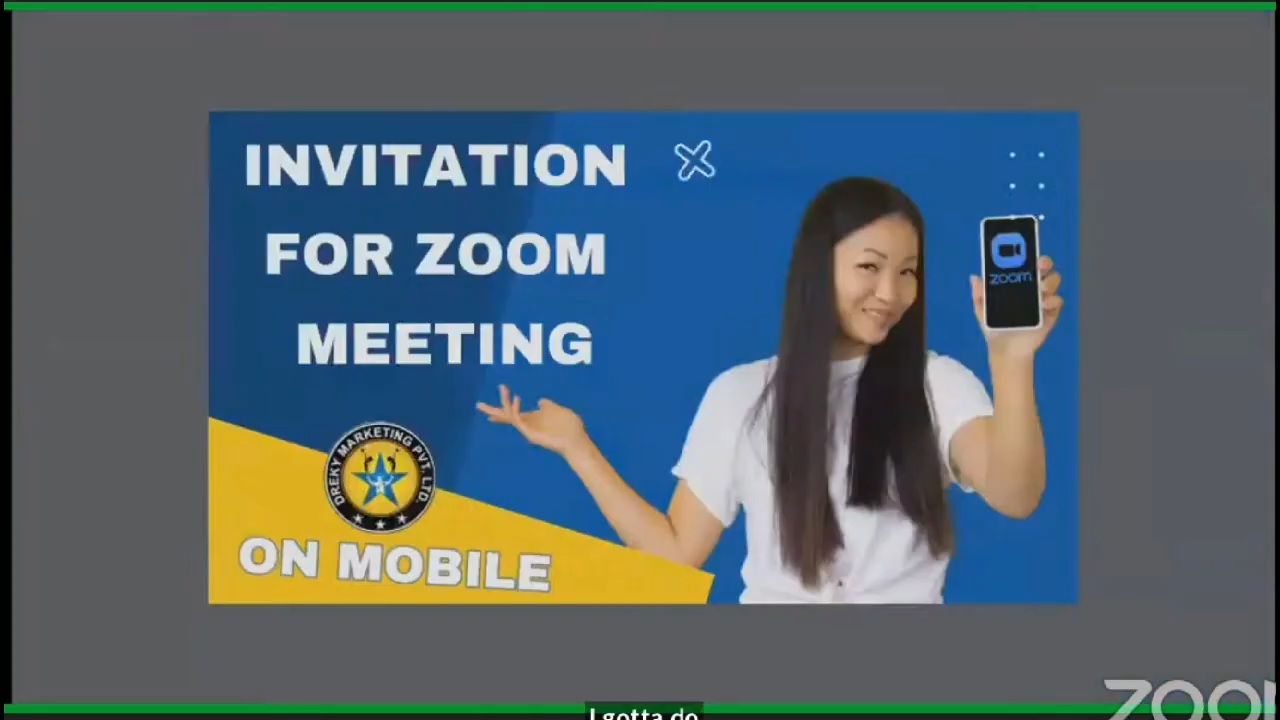 INVITATION
FOR ZOOM
MEETING
zoom
DREKY MARKETING PVT. LTD.
ON MOBILE
zoom
I gotta do